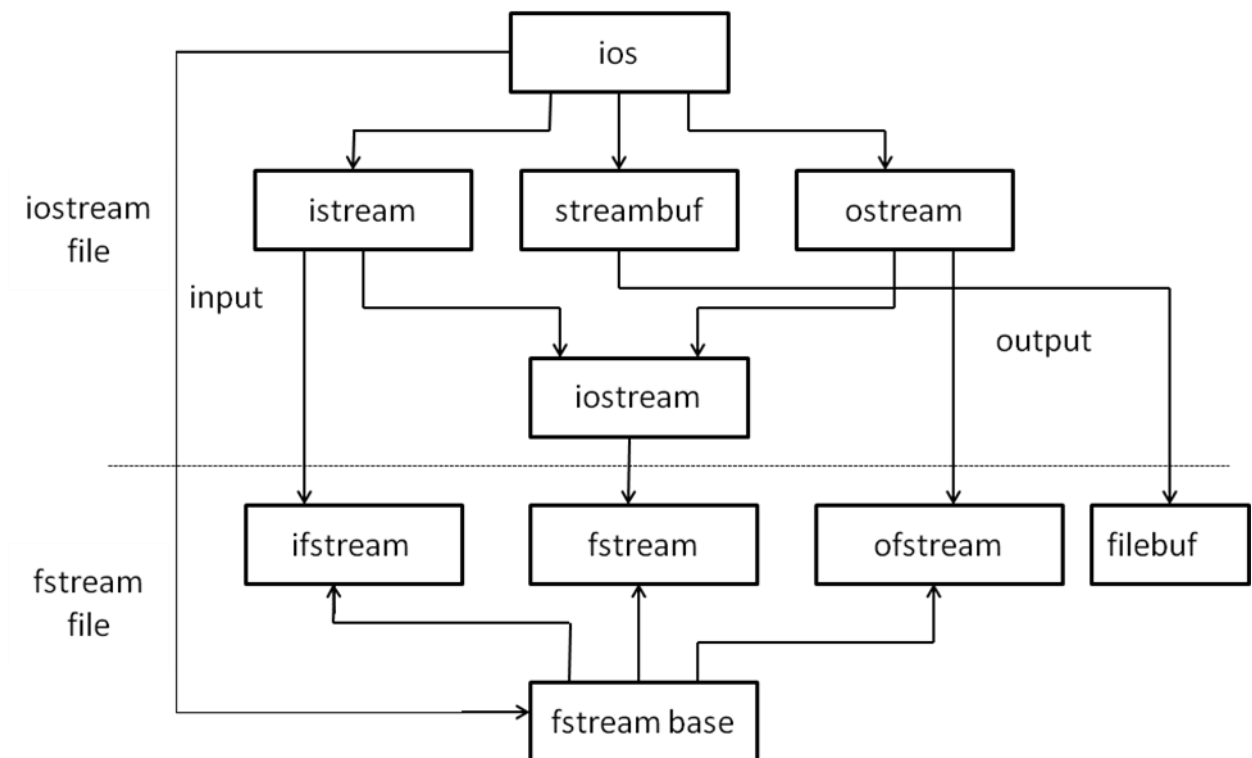 ios
istream
streambuf
ostream
iostream
file
input
output
iostream
ifstream
fstream
ofstream
filebuf
fstream
file
fstream base